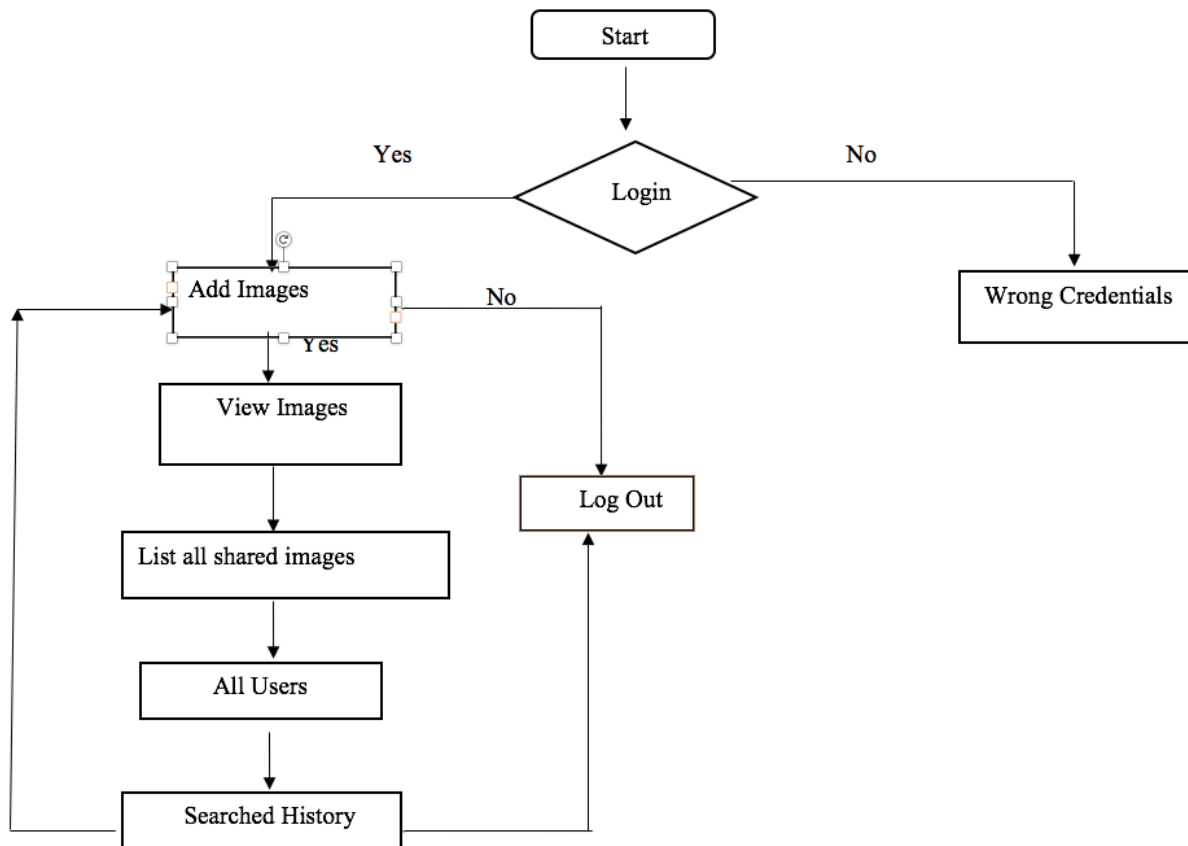 Start
Yes
No
Login
Add Images
No
Wrong Credentials
Yes
View Images
Log Out
List all shared images
All Users
Searched History